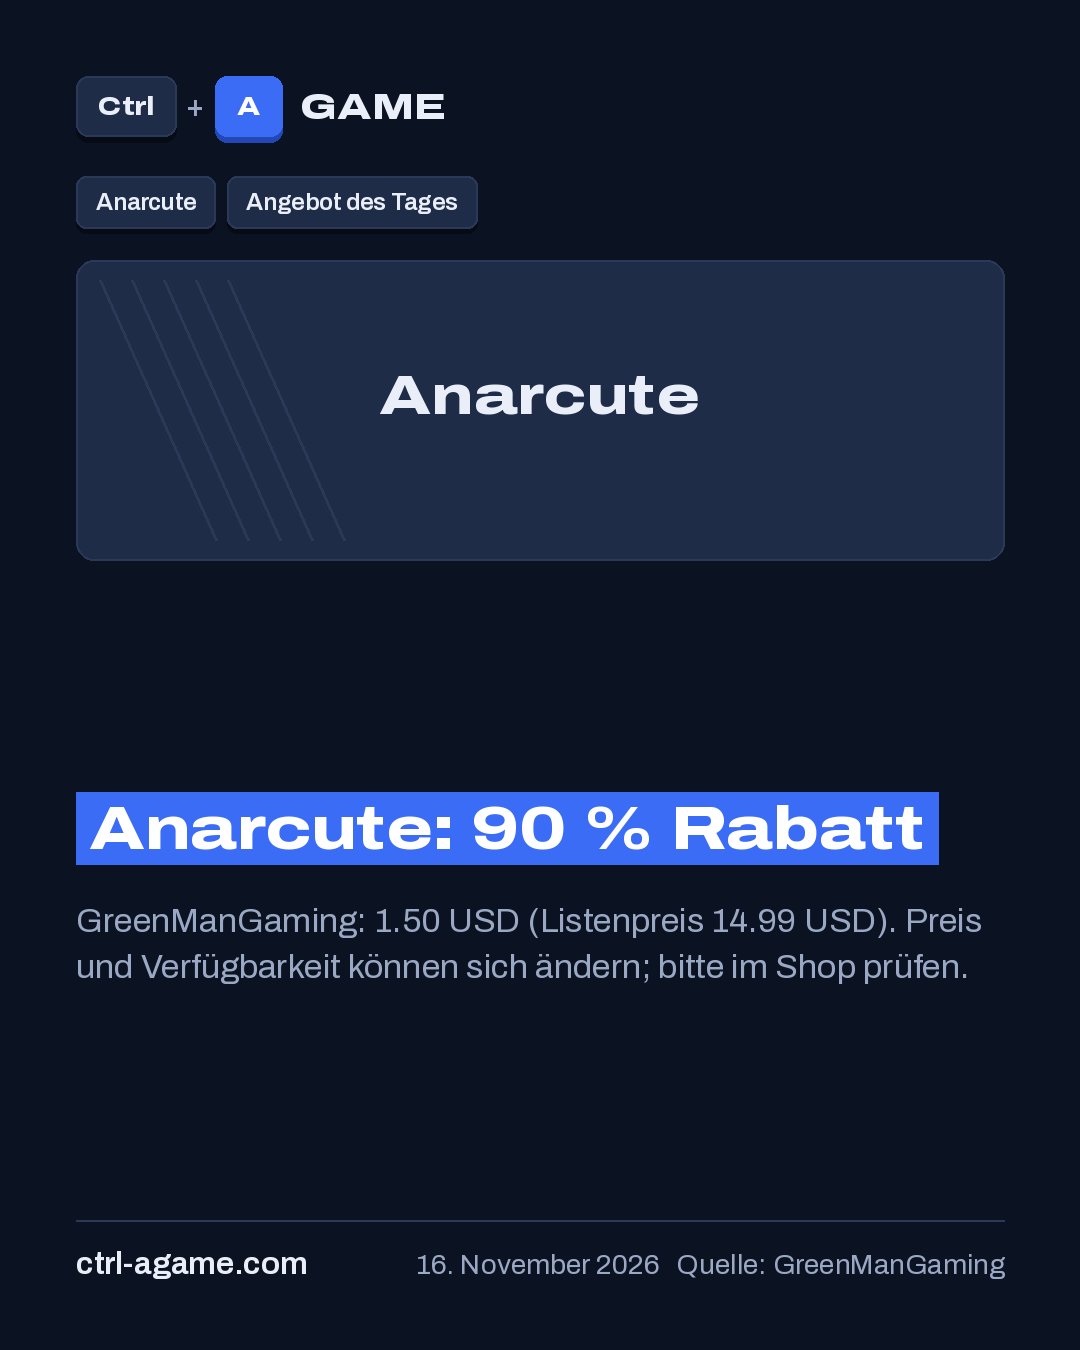 Ctrl + A GAME
Anarcute Angebot des Tages
Anarcute
Anarcute: 90 % Rabatt
GreenManGaming: 1.50 USD (Listenpreis 14.99 USD). Preis
und Verfügbarkeit können sich ändern; bitte im Shop prüfen.
ctrl-agame.com 16. November 2026 Quelle: GreenManGaming